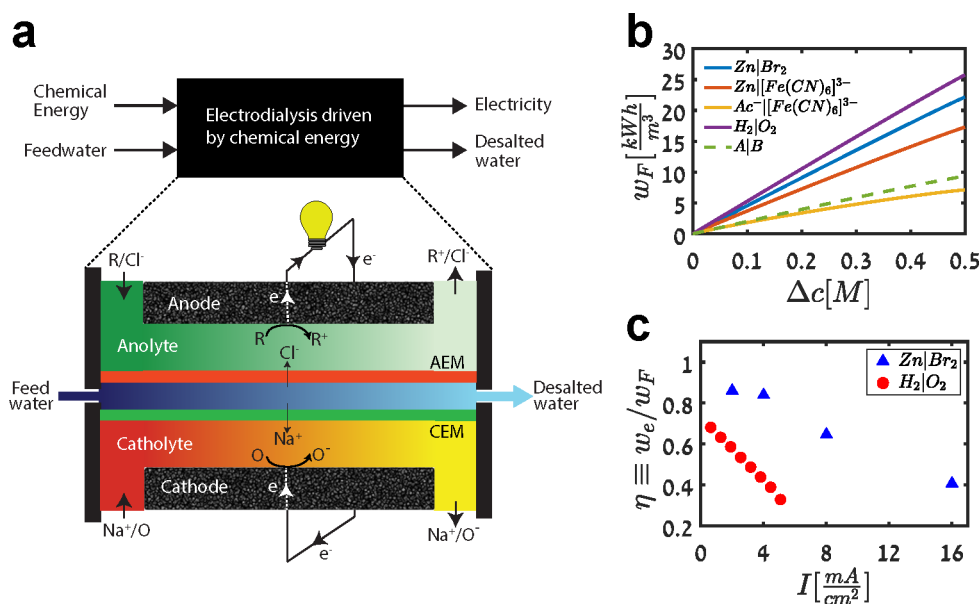 a
Chemical
Energy
Feedwater
Electrodialysis driven
by chemical energy
Electricity
Desalted
water
R/Cl⁻
e⁻
R⁺/Cl⁻
Anode
e⁻
R
R⁺
Anolyte
Cl⁻
AEM
Feed
water
Desalted
water
Na⁺
CEM
Catholyte
O
O⁻
Cathode
e⁻
Na⁺/O
e⁻
Na⁺/O⁻
b
30
25
20
15
10
5
0
w_F [kWh/m³]
Zn|Br₂
Zn|[Fe(CN)₆]³⁻
Ac⁻|[Fe(CN)₆]³⁻
H₂|O₂
A|B
0 0.1 0.2 0.3 0.4 0.5
Δc[M]
c
1
0.8
0.6
0.4
0.2
η ≡ w_e/w_F
Zn|Br₂
H₂|O₂
0 4 8 12 16
I[mA/cm²]